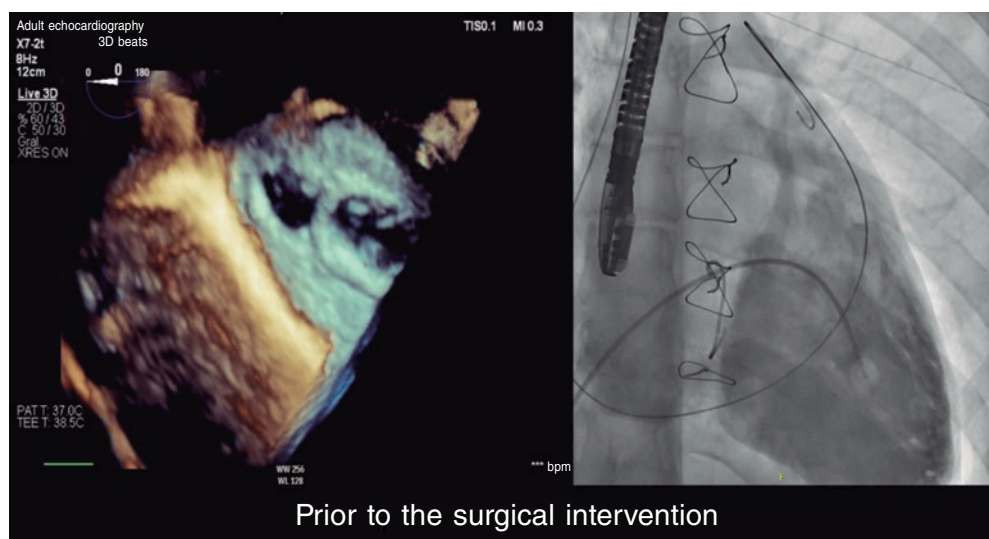 Adult echocardiography
TIS0.1 MI 0.3
X7-2t
3D beats
8Hz
12cm
0 0 180
Live 3D
2D / 3D
% 60 / 43
C 50 / 30
Gral
XRES ON
PAT T: 37.0C
TEE T: 38.5C
WW 256
WL 128
*** bpm
F
Prior to the surgical intervention